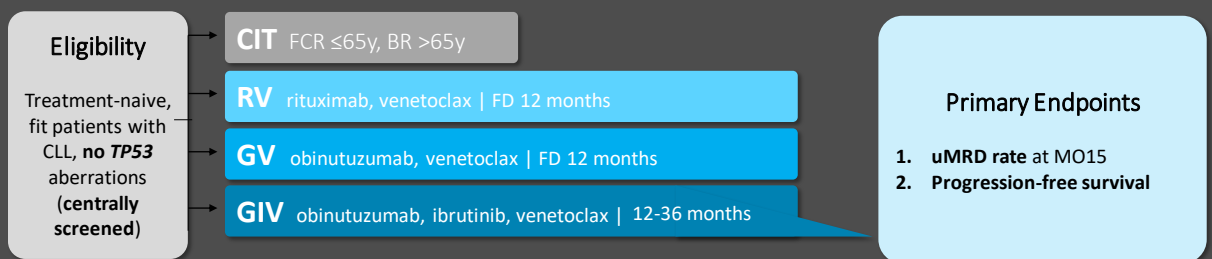 Eligibility
Treatment-naive,
fit patients with
CLL, no TP53
aberrations
(centrally
screened)
CIT FCR ≤65y, BR >65y
RV rituximab, venetoclax | FD 12 months
GV obinutuzumab, venetoclax | FD 12 months
GIV obinutuzumab, ibrutinib, venetoclax | 12-36 months
Primary Endpoints
1. uMRD rate at MO15
2. Progression-free survival